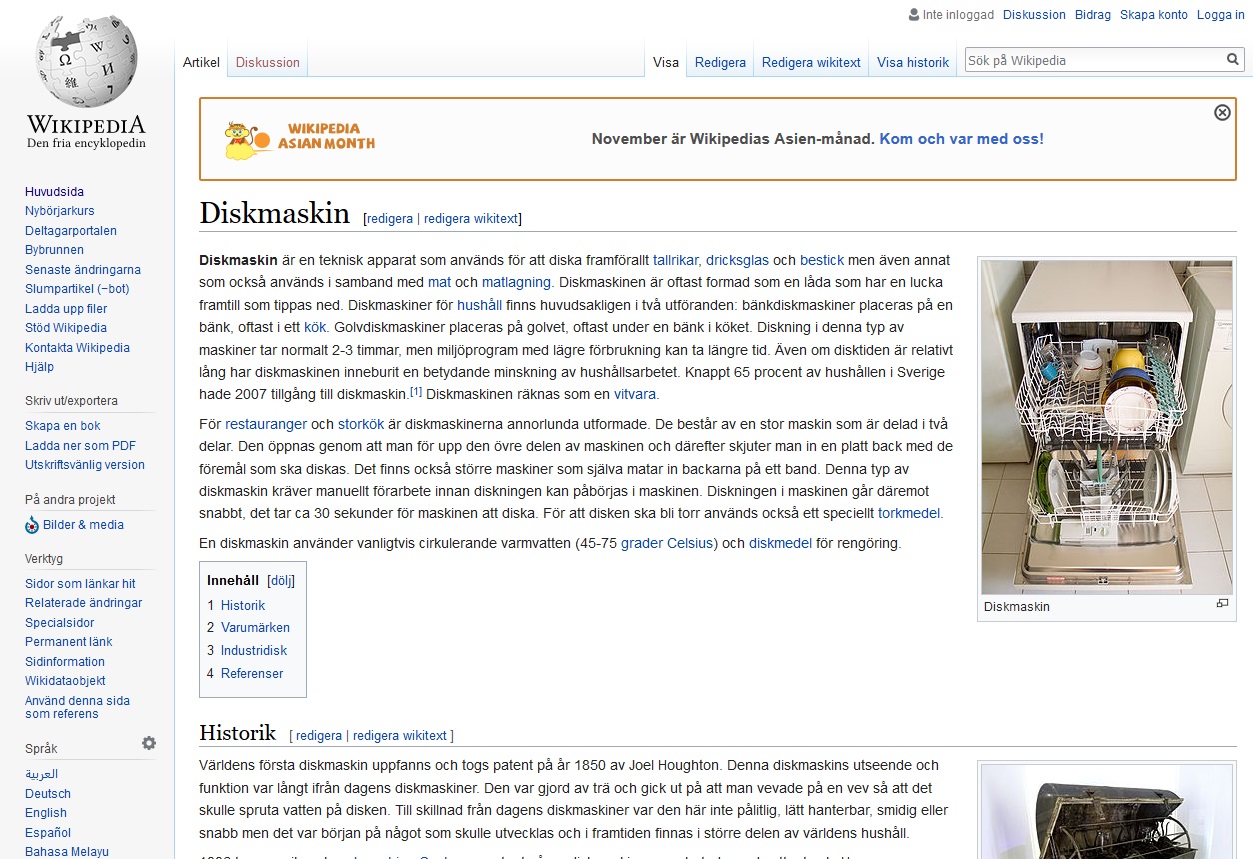 Inte inloggad Diskussion Bidrag Skapa konto Logga in
Artikel Diskussion Visa Redigera Redigera wikitext Visa historik Sök på Wikipedia
WIKIPEDIA
Den fria encyklopedin
Huvudsida
Nybörjarkurs
Deltagarportalen
Bybrunnen
Senaste ändringarna
Slumpartikel (−bot)
Ladda upp filer
Stöd Wikipedia
Kontakta Wikipedia
Hjälp
Skriv ut/exportera
Skapa en bok
Ladda ner som PDF
Utskriftsvänlig version
På andra projekt
Bilder & media
Verktyg
Sidor som länkar hit
Relaterade ändringar
Specialsidor
Permanent länk
Sidinformation
Wikidataobjekt
Använd denna sida
som referens
Språk
العربية
Deutsch
English
Español
Bahasa Melayu
WIKIPEDIA
ASIAN MONTH
November är Wikipedias Asien-månad. Kom och var med oss!
Diskmaskin [redigera | redigera wikitext]
Diskmaskin är en teknisk apparat som används för att diska framförallt tallrikar, dricksglas och bestick men även annat
som också används i samband med mat och matlagning. Diskmaskinen är oftast formad som en låda som har en lucka
framtill som tippas ned. Diskmaskiner för hushåll finns huvudsakligen i två utföranden: bänkdiskmaskiner placeras på en
bänk, oftast i ett kök. Golvdiskmaskiner placeras på golvet, oftast under en bänk i köket. Diskning i denna typ av
maskiner tar normalt 2-3 timmar, men miljöprogram med lägre förbrukning kan ta längre tid. Även om disktiden är relativt
lång har diskmaskinen inneburit en betydande minskning av hushållsarbetet. Knappt 65 procent av hushållen i Sverige
hade 2007 tillgång till diskmaskin.[1] Diskmaskinen räknas som en vitvara.
För restauranger och storkök är diskmaskinerna annorlunda utformade. De består av en stor maskin som är delad i två
delar. Den öppnas genom att man för upp den övre delen av maskinen och därefter skjuter man in en platt back med de
föremål som ska diskas. Det finns också större maskiner som själva matar in backarna på ett band. Denna typ av
diskmaskin kräver manuellt förarbete innan diskningen kan påbörjas i maskinen. Diskningen i maskinen går däremot
snabbt, det tar ca 30 sekunder för maskinen att diska. För att disken ska bli torr används också ett speciellt torkmedel.
En diskmaskin använder vanligtvis cirkulerande varmvatten (45-75 grader Celsius) och diskmedel för rengöring.
Diskmaskin
Innehåll [dölj]
1 Historik
2 Varumärken
3 Industridisk
4 Referenser
Historik [ redigera | redigera wikitext ]
Världens första diskmaskin uppfanns och togs patent på år 1850 av Joel Houghton. Denna diskmaskins utseende och
funktion var långt ifrån dagens diskmaskiner. Den var gjord av trä och gick ut på att man vevade på en vev så att det
skulle spruta vatten på disken. Till skillnad från dagens diskmaskiner var den här inte pålitlig, lätt hanterbar, smidig eller
snabb men det var början på något som skulle utvecklas och i framtiden finnas i större delen av världens hushåll.